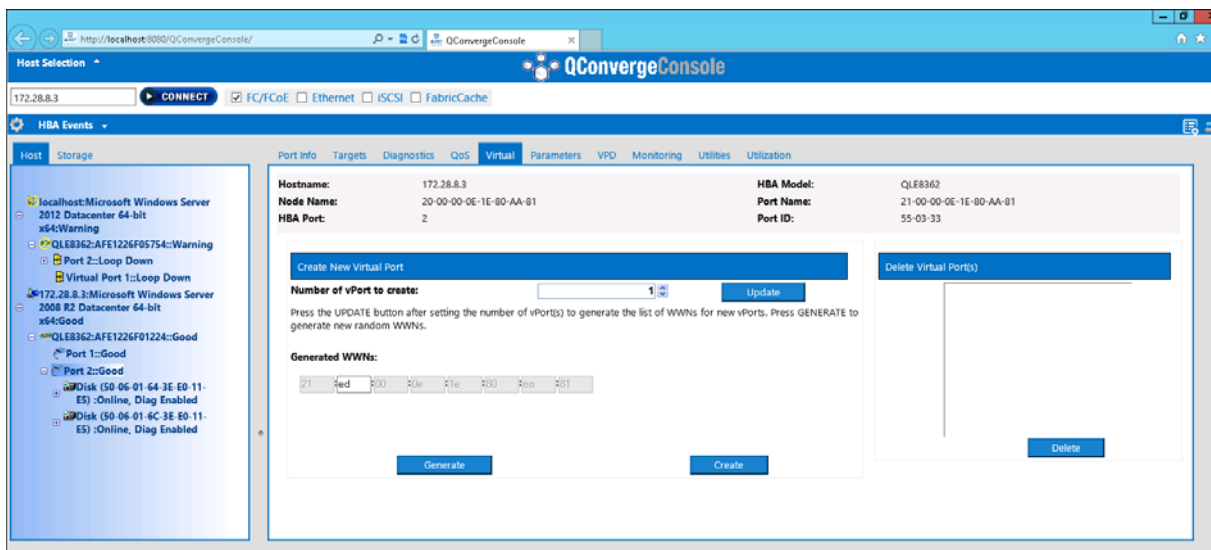 http://localhost:8080/QConvergeConsole/
QConvergeConsole
Host Selection
QConvergeConsole
172.28.8.3
CONNECT
FC/FCoE
Ethernet
iSCSI
FabricCache
HBA Events
Host
Storage
Port Info
Targets
Diagnostics
QoS
Virtual
Parameters
VPD
Monitoring
Utilities
Utilization
localhost:Microsoft Windows Server
2012 Datacenter 64-bit
x64:Warning
QLE8362:AFE1226F05754::Warning
Port 2::Loop Down
Virtual Port 1::Loop Down
172.28.8.3:Microsoft Windows Server
2008 R2 Datacenter 64-bit
x64:Good
QLE8362:AFE1226F01224::Good
Port 1::Good
Port 2::Good
Disk (50-06-01-64-3E-E0-11-
E5) :Online, Diag Enabled
Disk (50-06-01-6C-3E-E0-11-
E5) :Online, Diag Enabled
Hostname: 172.28.8.3 HBA Model: QLE8362
Node Name: 20-00-00-0E-1E-80-AA-81 Port Name: 21-00-00-0E-1E-80-AA-81
HBA Port: 2 Port ID: 55-03-33
Create New Virtual Port
Number of vPort to create: 1 Update
Press the UPDATE button after setting the number of vPort(s) to generate the list of WWNs for new vPorts. Press GENERATE to
generate new random WWNs.
Generated WWNs:
21 :ed :00 :0e :1e :80 :aa :81
Generate
Create
Delete Virtual Port(s)
Delete